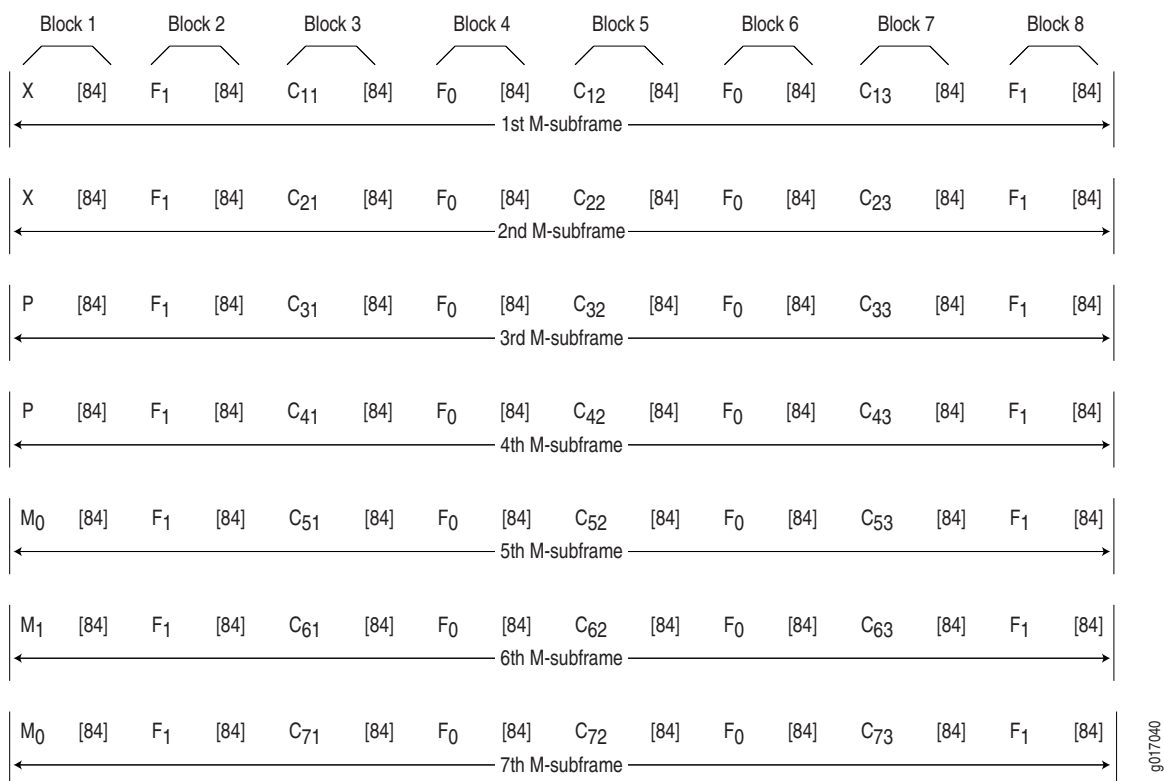 Block 1 Block 2 Block 3 Block 4 Block 5 Block 6 Block 7 Block 8
X [84] F1 [84] C11 [84] F0 [84] C12 [84] F0 [84] C13 [84] F1 [84]
1st M-subframe
X [84] F1 [84] C21 [84] F0 [84] C22 [84] F0 [84] C23 [84] F1 [84]
2nd M-subframe
P [84] F1 [84] C31 [84] F0 [84] C32 [84] F0 [84] C33 [84] F1 [84]
3rd M-subframe
P [84] F1 [84] C41 [84] F0 [84] C42 [84] F0 [84] C43 [84] F1 [84]
4th M-subframe
M0 [84] F1 [84] C51 [84] F0 [84] C52 [84] F0 [84] C53 [84] F1 [84]
5th M-subframe
M1 [84] F1 [84] C61 [84] F0 [84] C62 [84] F0 [84] C63 [84] F1 [84]
6th M-subframe
M0 [84] F1 [84] C71 [84] F0 [84] C72 [84] F0 [84] C73 [84] F1 [84]
7th M-subframe
g017040